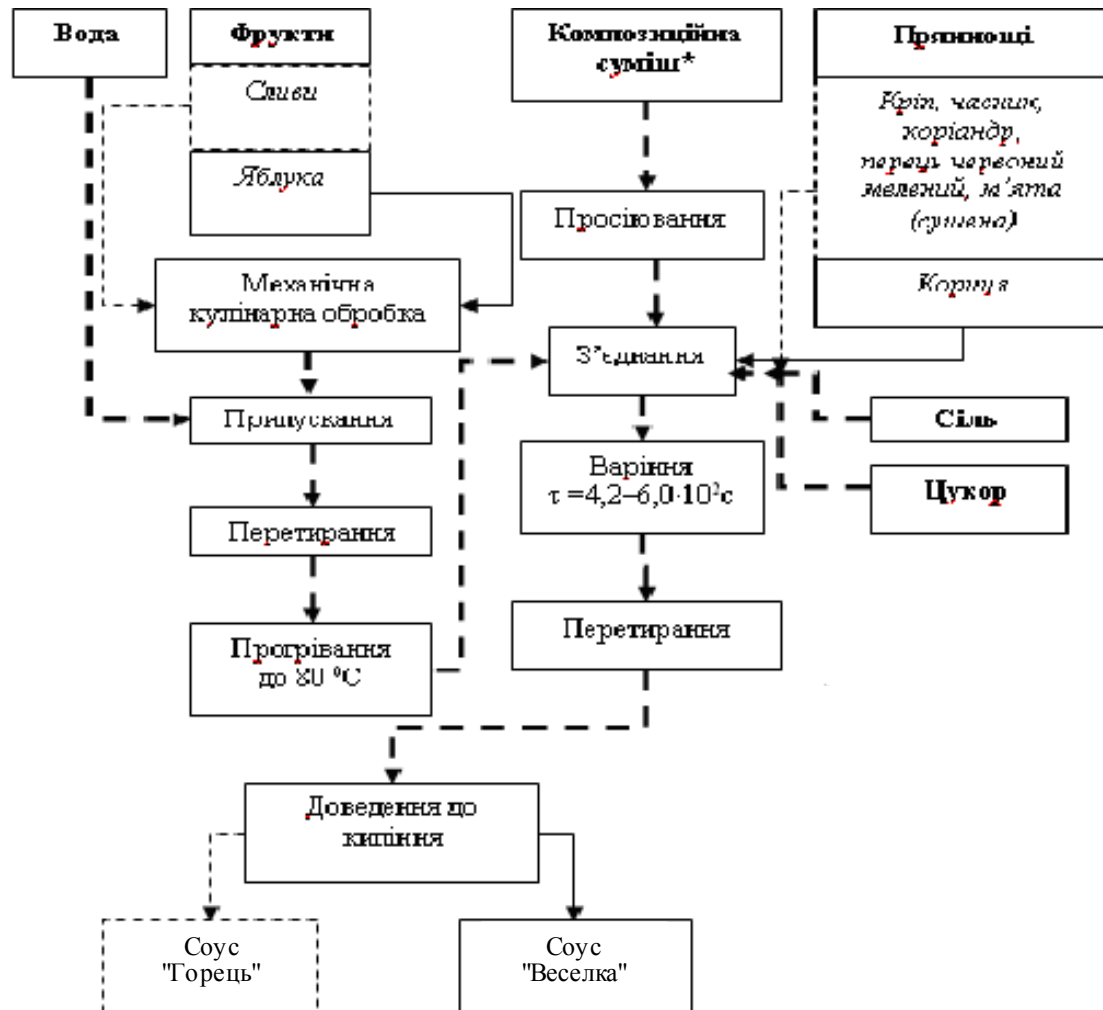 Вода
Фрукти
Сливи
Яблука
Композиційна
суміш*
Пряннощі
Кріп, часник,
коріандр,
перець червоний
мелений, м’ята
(сушена)
Кориця
Просіювання
Механічна
кулінарна обробка
З’єднання
Припускання
Сіль
Варіння
τ =4,2–6,0·10²с
Цукор
Перетирання
Перетирання
Прогрівання
до 80 ⁰С
Доведення до
кипіння
Соус
"Горець"
Соус
"Веселка"